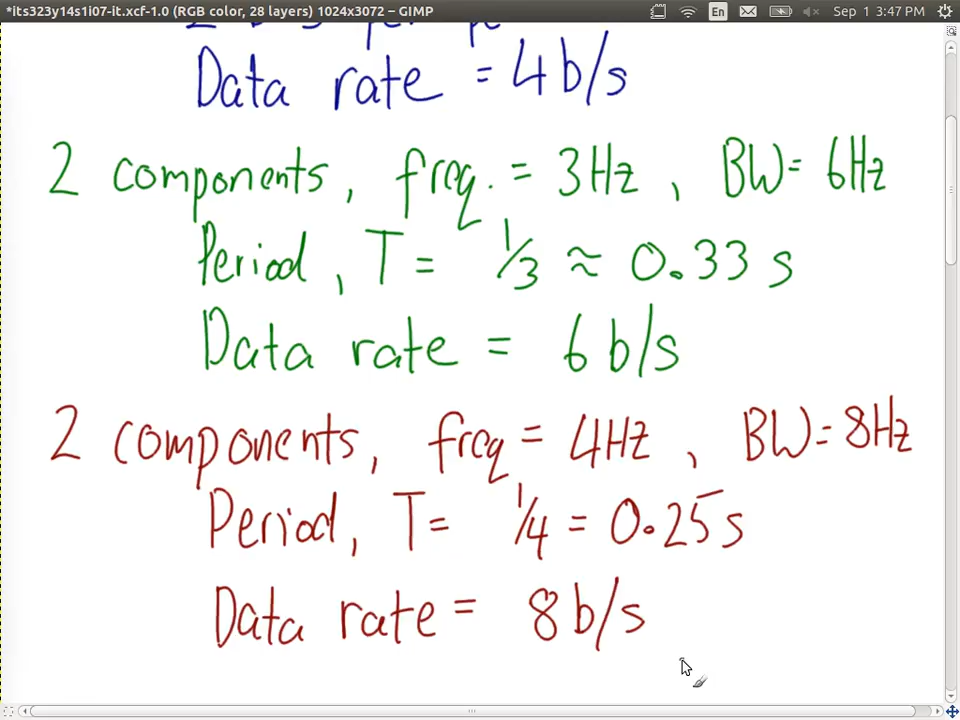 *its323y14s1i07-it.xcf-1.0 (RGB color, 28 layers) 1024x3072 – GIMP
En
Sep 1 3:47 PM
Data rate = 4b/s
2 components, freq. = 3Hz, BW= 6Hz
Period, T = 1/3 ≈ 0.33 s
Data rate = 6 b/s
2 components, freq = 4Hz, BW= 8Hz
Period, T= 1/4 = 0.25 s
Data rate = 8 b/s